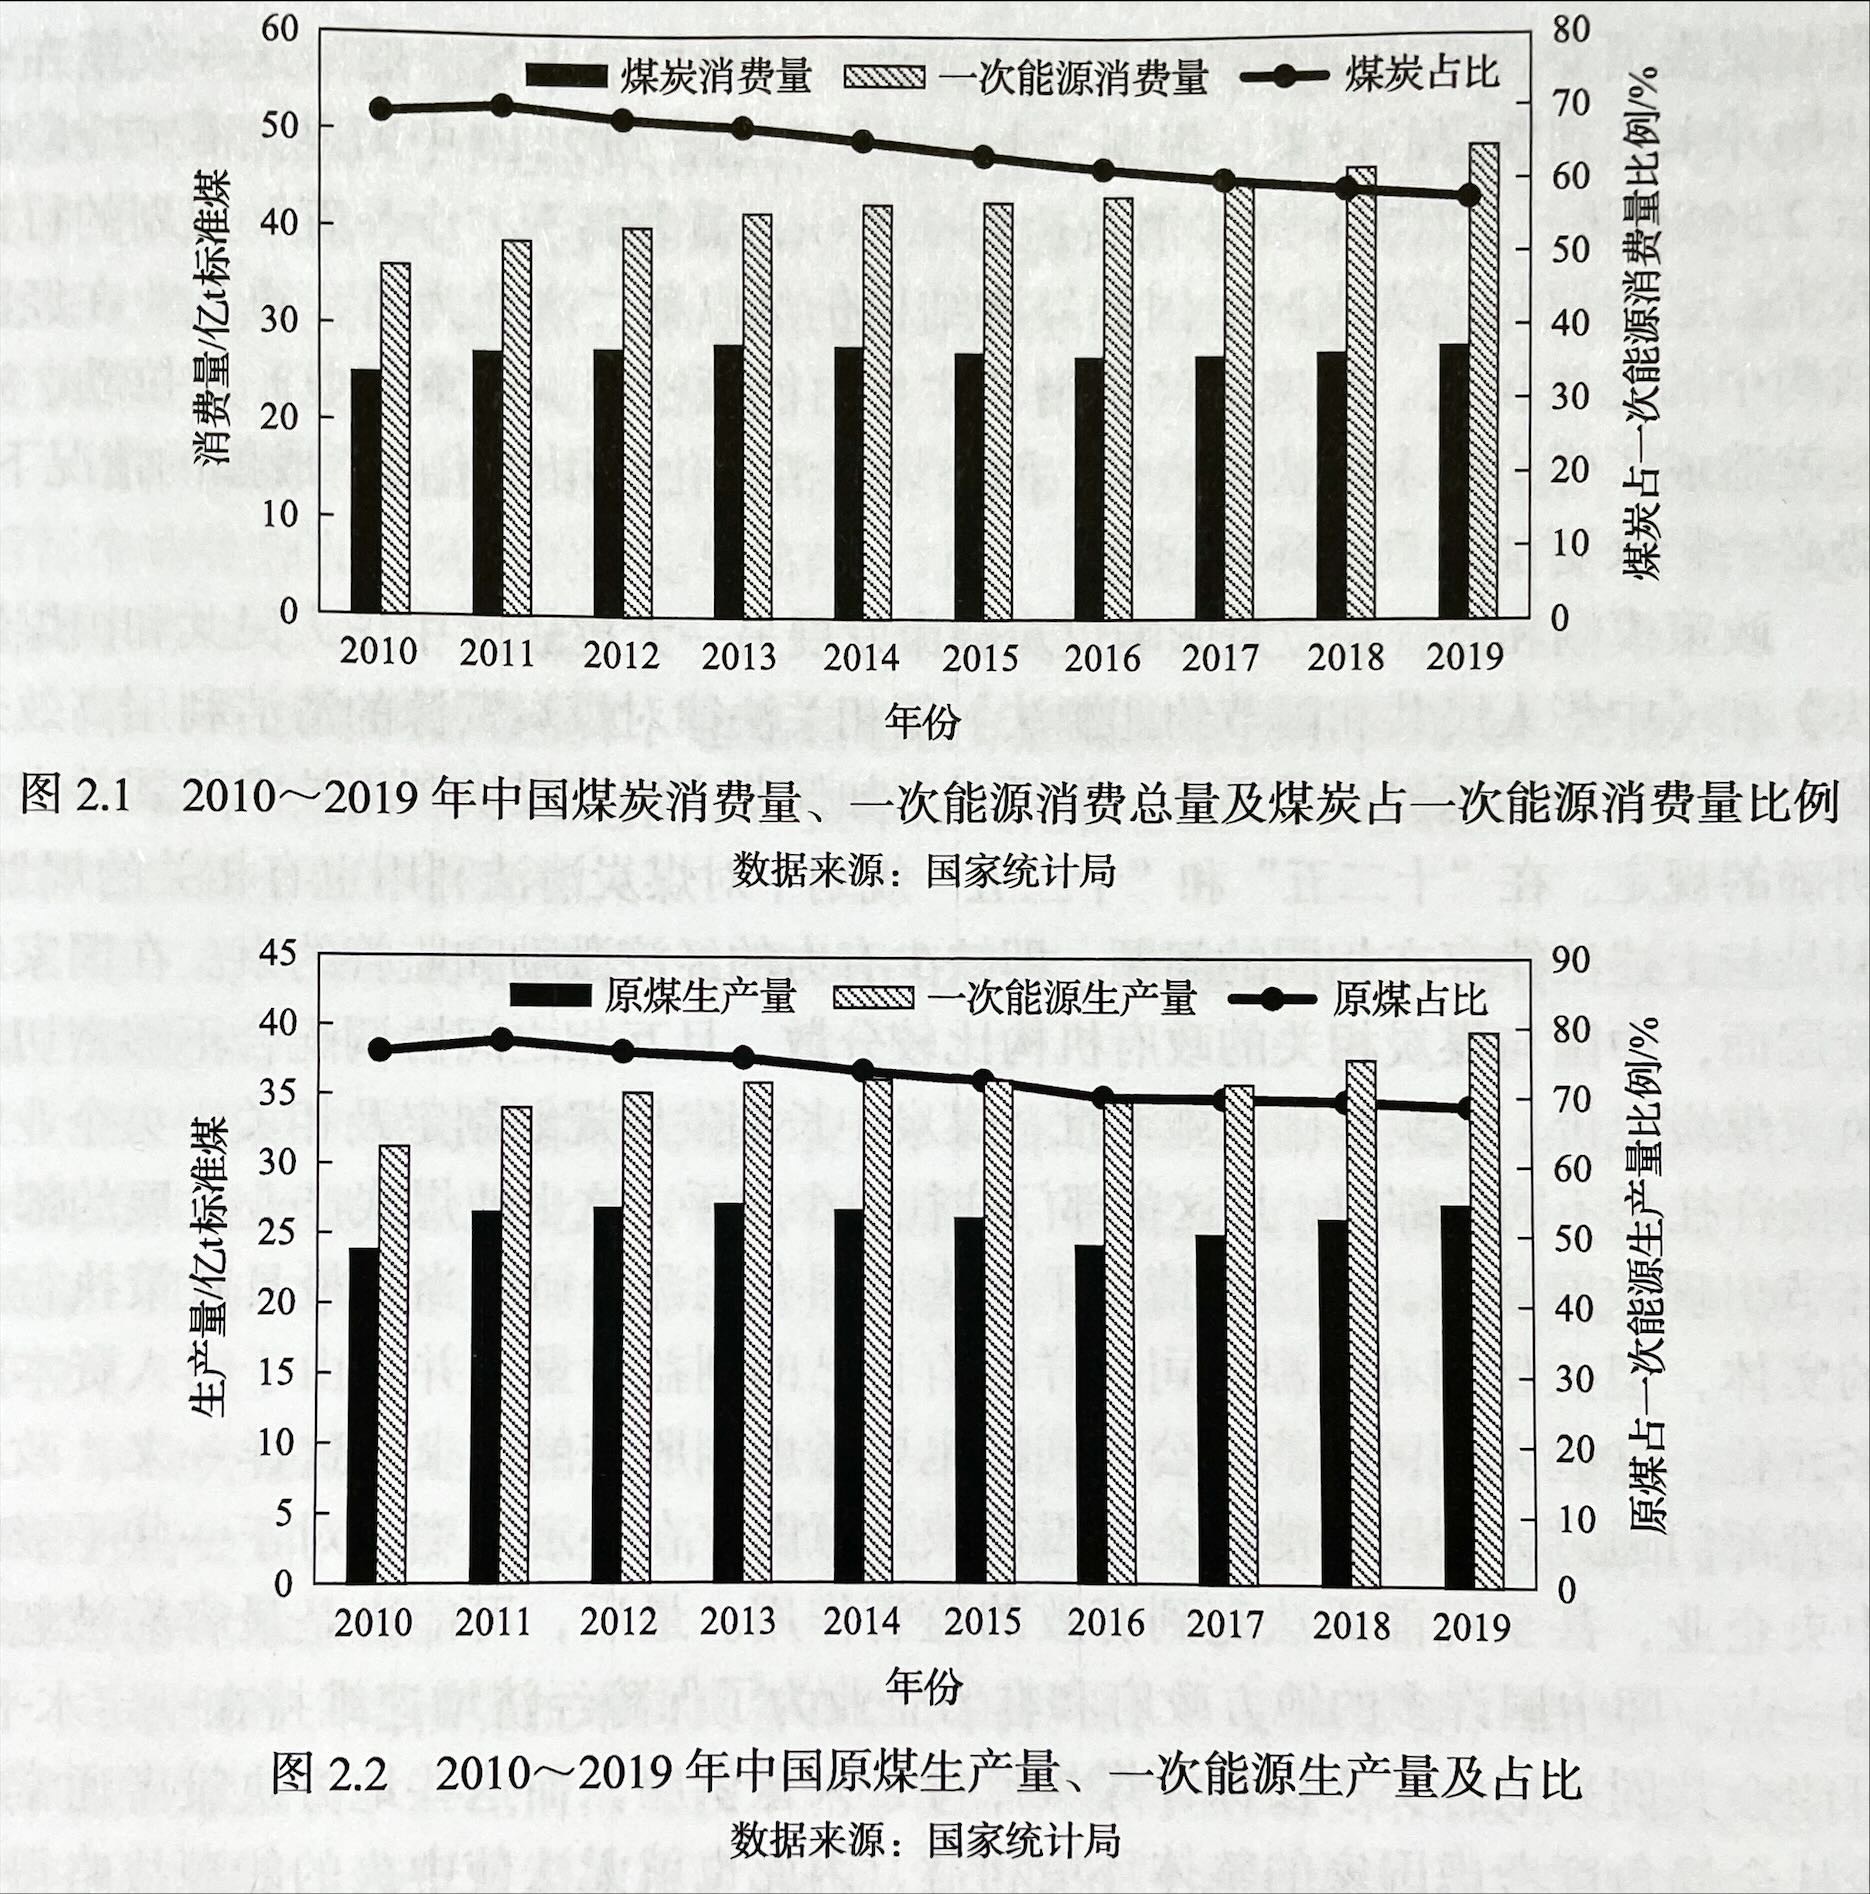 60
50
40
30
20
10
0
消费量/亿t标准煤
煤炭消费量 一次能源消费量 煤炭占比
80
70
60
50
40
30
20
10
0
煤炭占一次能源消费量比例/%
2010 2011 2012 2013 2014 2015 2016 2017 2018 2019
年份
图 2.1 2010～2019 年中国煤炭消费量、一次能源消费总量及煤炭占一次能源消费量比例
数据来源：国家统计局
45
40
35
30
25
20
15
10
5
0
生产量/亿t标准煤
原煤生产量 一次能源生产量 原煤占比
90
80
70
60
50
40
30
20
10
0
原煤占一次能源生产量比例/%
2010 2011 2012 2013 2014 2015 2016 2017 2018 2019
年份
图 2.2 2010～2019 年中国原煤生产量、一次能源生产量及占比
数据来源：国家统计局